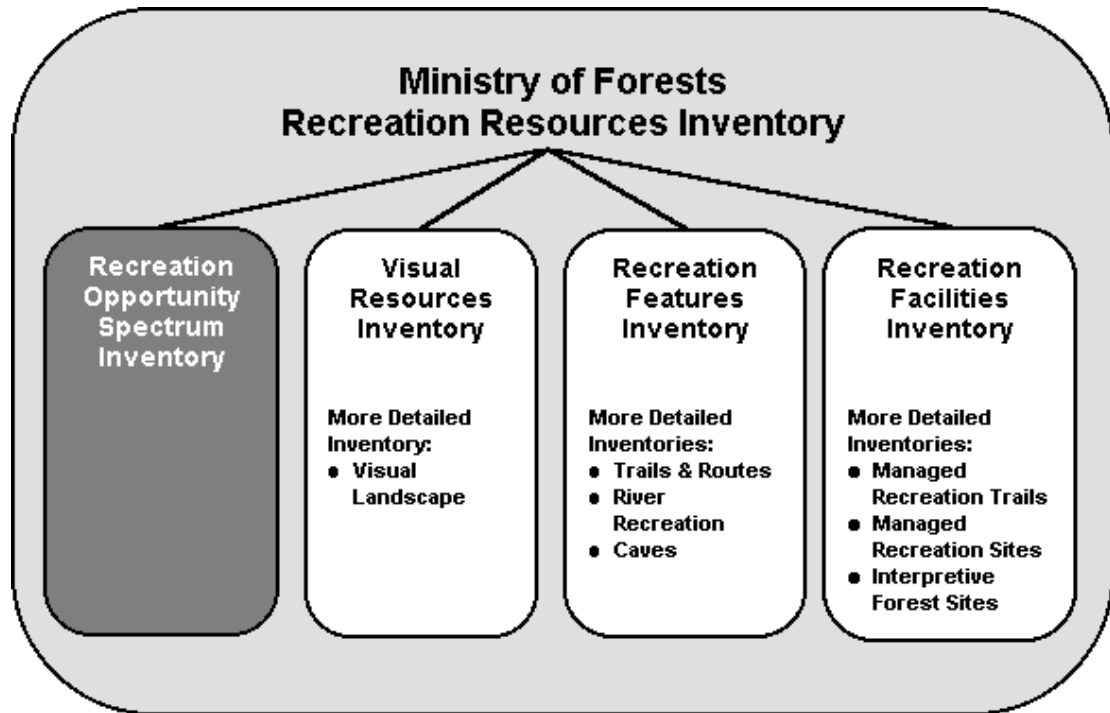 Ministry of Forests
Recreation Resources Inventory
Recreation
Opportunity
Spectrum
Inventory
Visual
Resources
Inventory
More Detailed
Inventory:
● Visual
Landscape
Recreation
Features
Inventory
More Detailed
Inventories:
● Trails & Routes
● River
Recreation
● Caves
Recreation
Facilities
Inventory
More Detailed
Inventories:
● Managed
Recreation Trails
● Managed
Recreation Sites
● Interpretive
Forest Sites